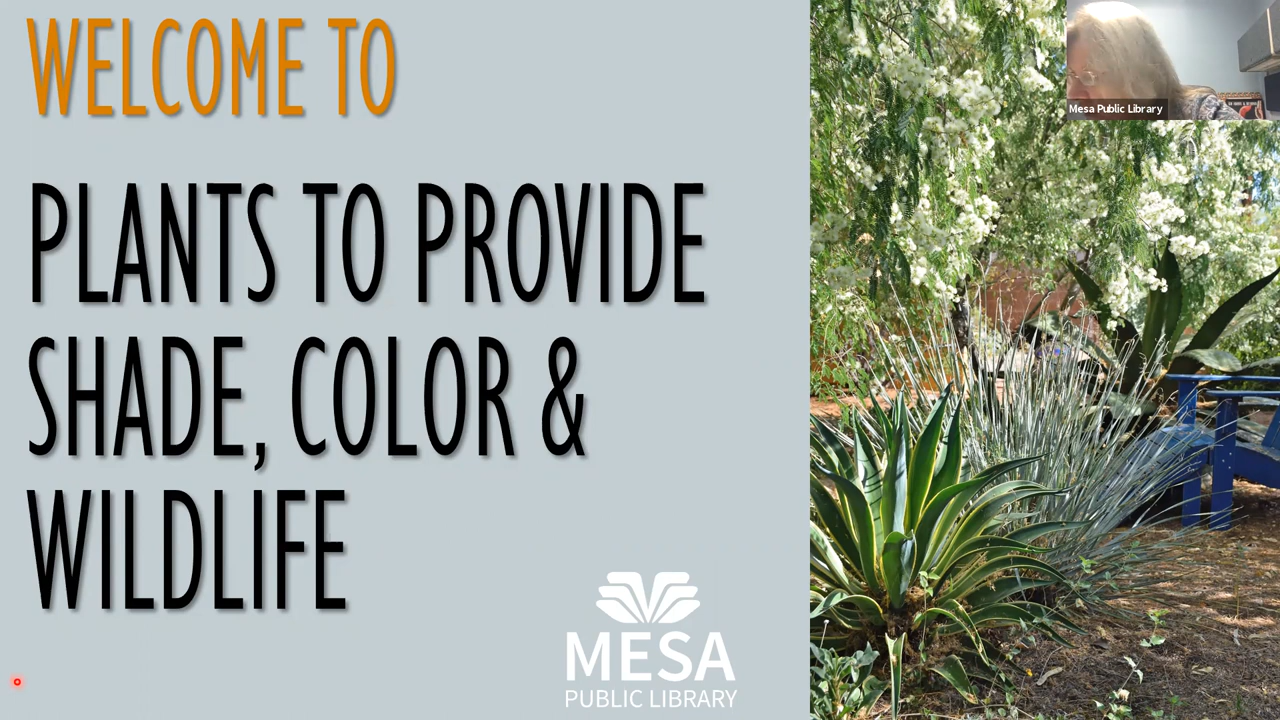 WELCOME TO
PLANTS TO PROVIDE
SHADE, COLOR &
WILDLIFE
MESA
PUBLIC LIBRARY
Mesa Public Library